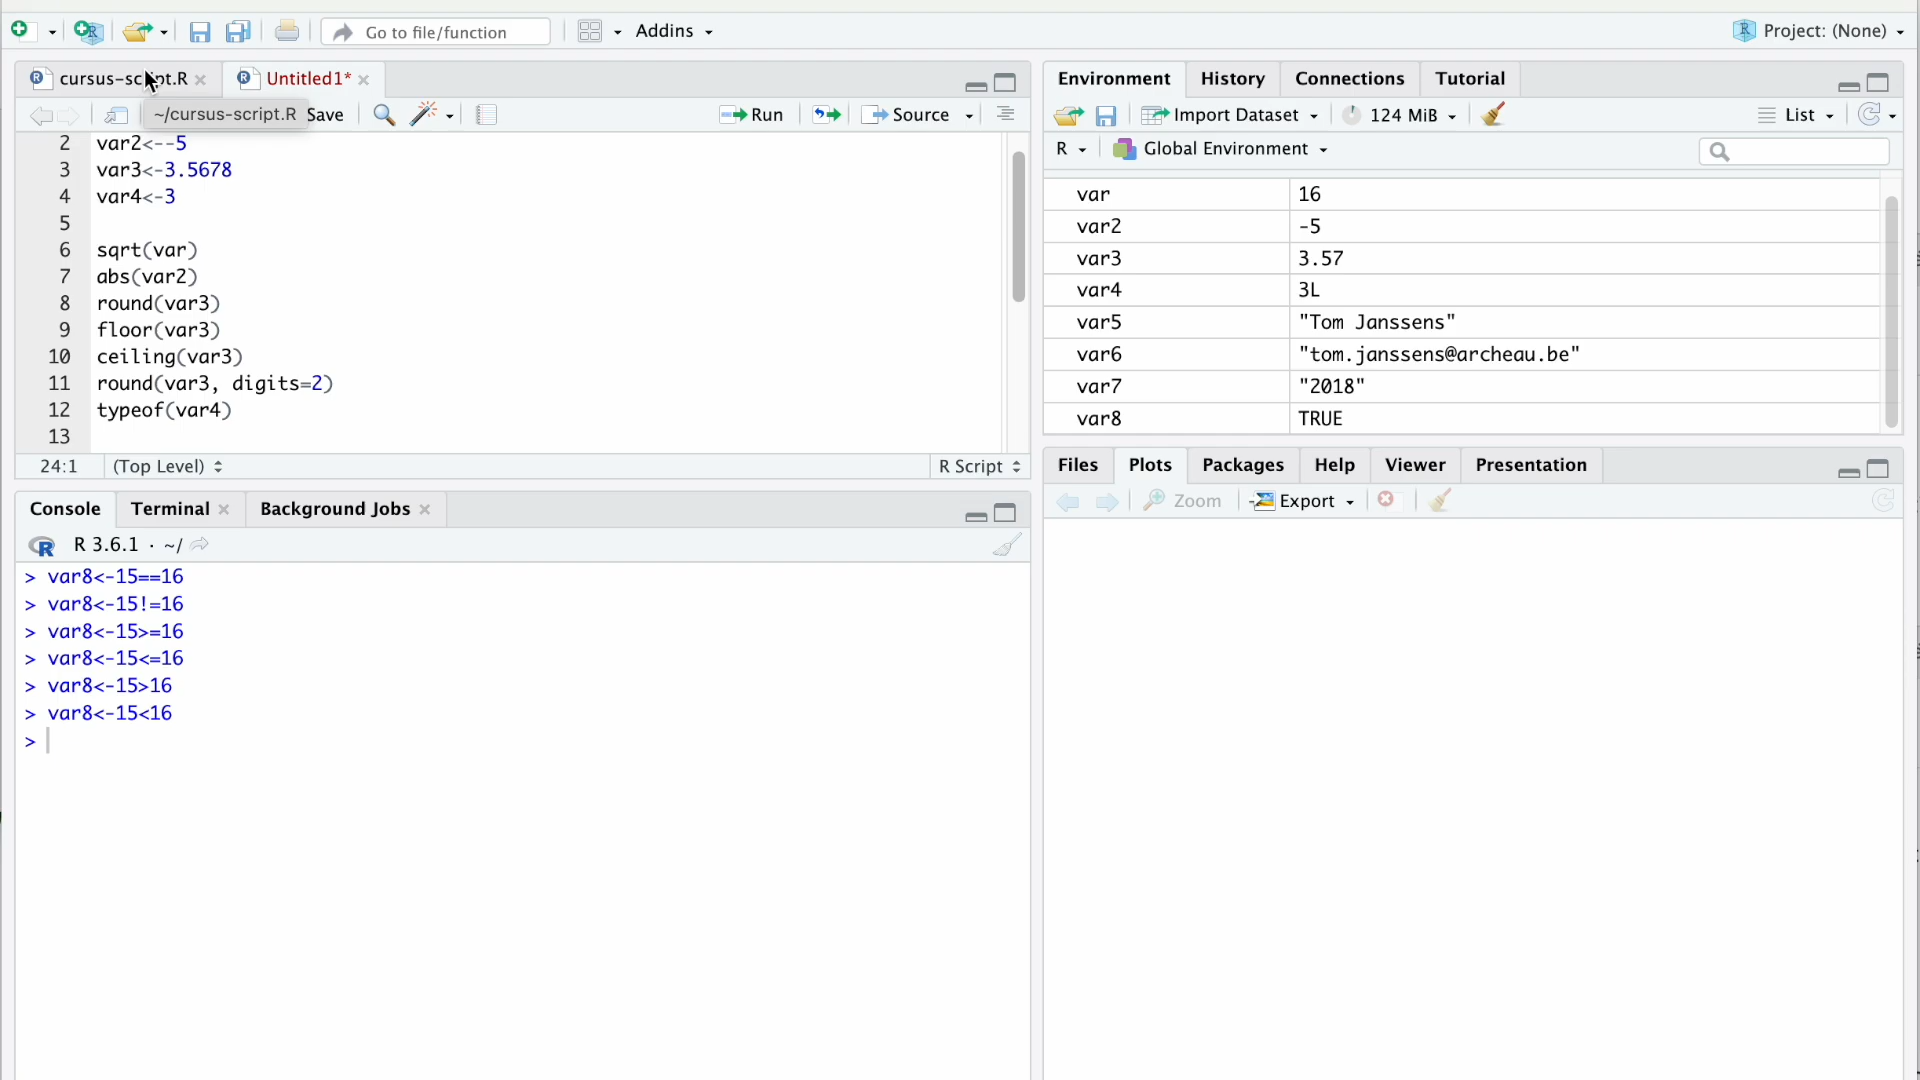 Go to file/function
Addins
Project: (None)
cursus-script.R
Untitled1*
~/cursus-script.R
Save
Run
Source
2 var2<--5
3 var3<-3.5678
4 var4<-3
5
6 sqrt(var)
7 abs(var2)
8 round(var3)
9 floor(var3)
10 ceiling(var3)
11 round(var3, digits=2)
12 typeof(var4)
13
24:1 (Top Level) R Script
Console Terminal Background Jobs
R 3.6.1 · ~/
> var8<-15==16
> var8<-15!=16
> var8<-15>=16
> var8<-15<=16
> var8<-15>16
> var8<-15<16
>
Environment History Connections Tutorial
Import Dataset 124 MiB List
R Global Environment
var 16
var2 -5
var3 3.57
var4 3L
var5 "Tom Janssens"
var6 "tom.janssens@archeau.be"
var7 "2018"
var8 TRUE
Files Plots Packages Help Viewer Presentation
Zoom Export